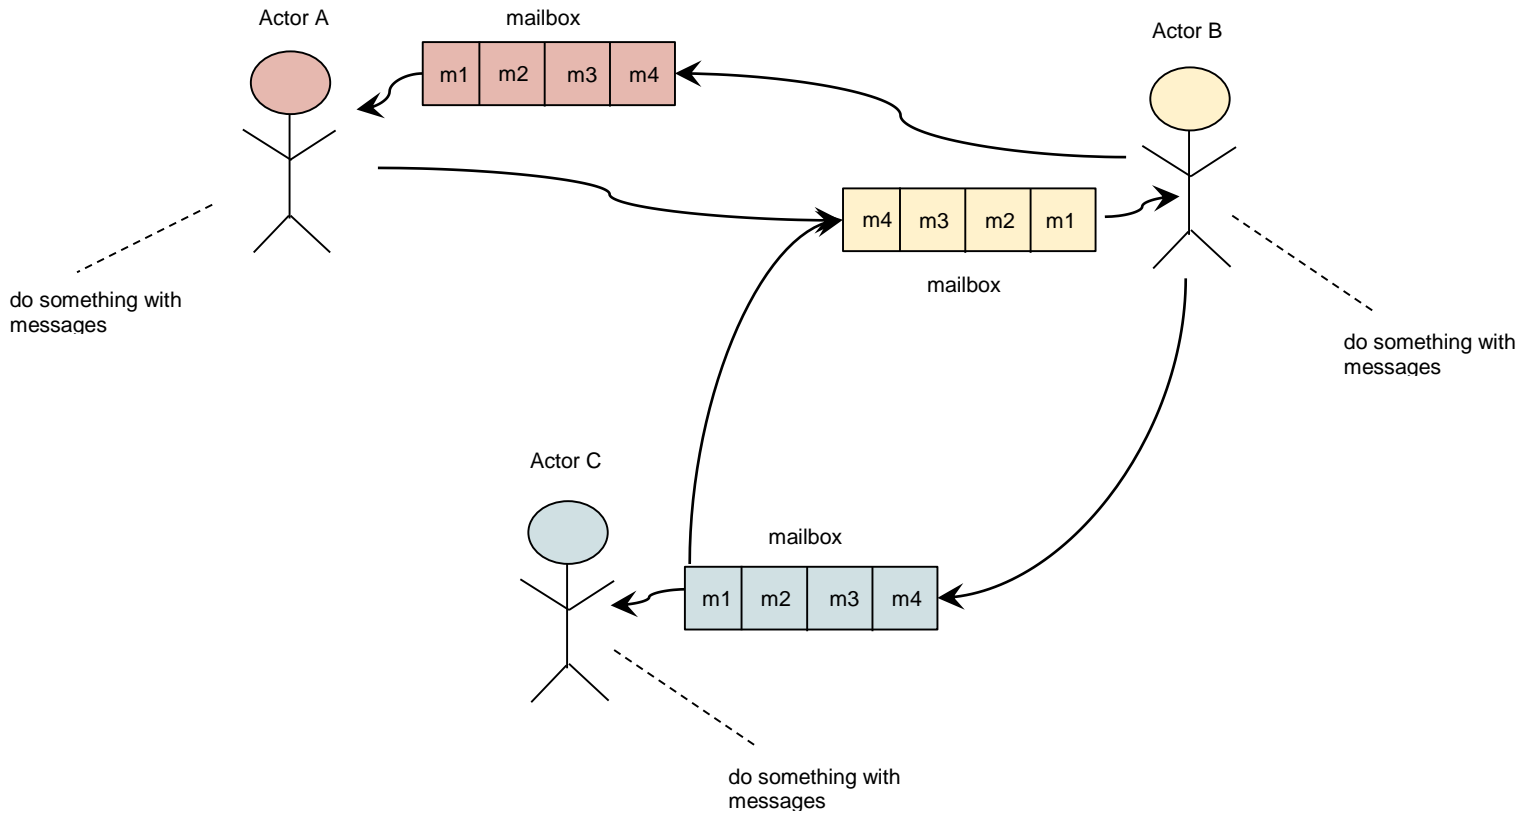 Actor A
mailbox
Actor B
m1 m2 m3 m4
m4 m3 m2 m1
mailbox
do something with
messages
do something with
messages
Actor C
mailbox
m1 m2 m3 m4
do something with
messages